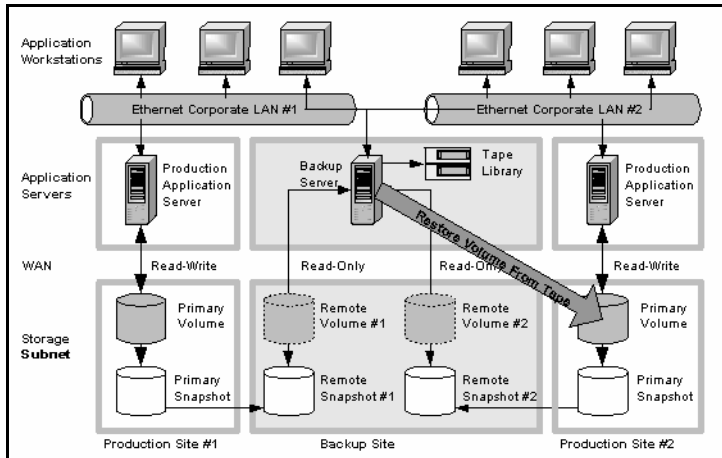 Application
Workstations
Ethernet Corporate LAN #1
Ethernet Corporate LAN #2
Application
Servers
Production
Application
Server
Backup
Server
Tape
Library
Production
Application
Server
Restore Volume From Tape
WAN
Read-Write
Read-Only
Read-Only
Read-Write
Storage
Subnet
Primary
Volume
Remote
Volume #1
Remote
Volume #2
Primary
Volume
Primary
Snapshot
Remote
Snapshot #1
Remote
Snapshot #2
Primary
Snapshot
Production Site #1
Backup Site
Production Site #2